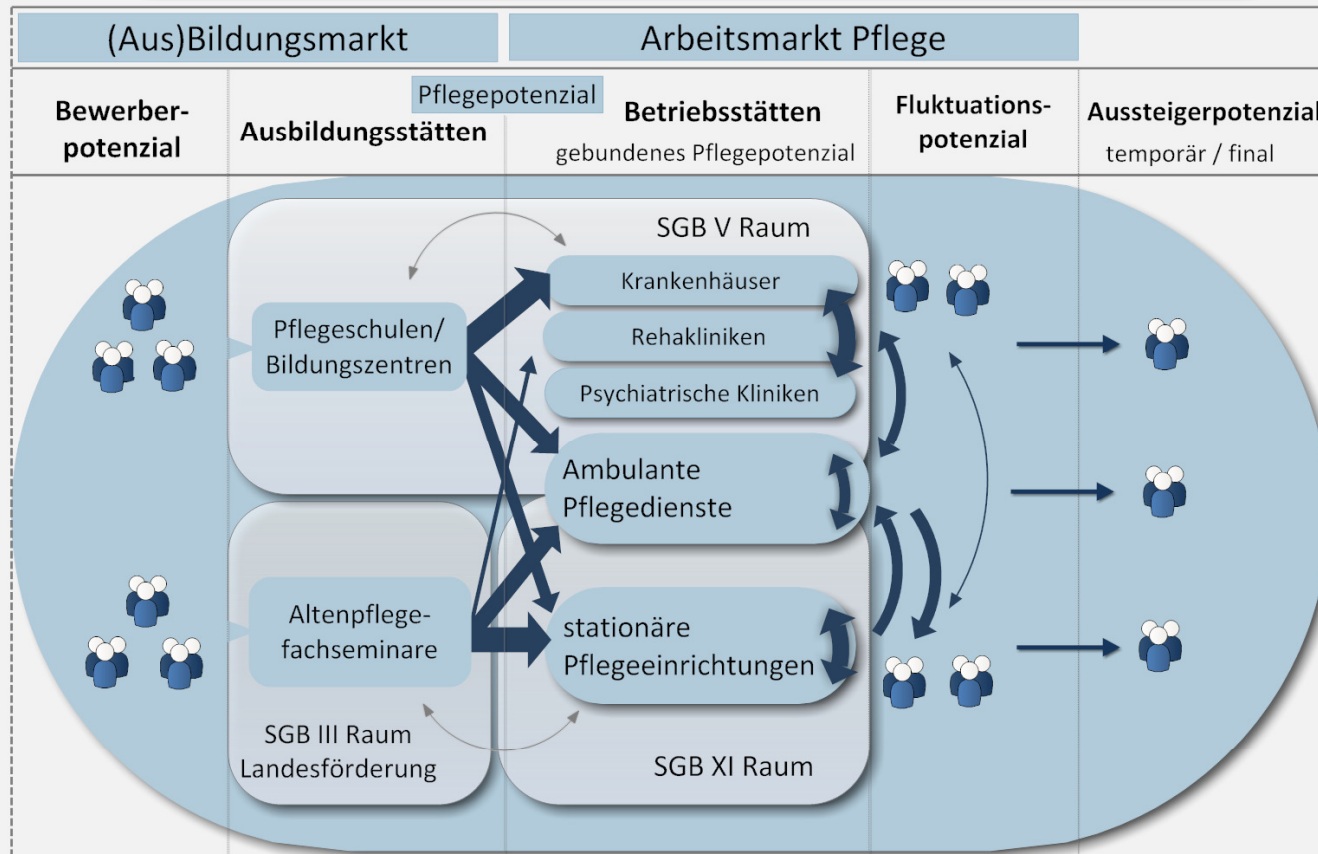 (Aus)Bildungsmarkt
Arbeitsmarkt Pflege
Bewerber-
potenzial
Ausbildungsstätten
Pflegepotenzial
Betriebsstätten
gebundenes Pflegepotenzial
Fluktuations-
potenzial
Aussteigerpotenzial
temporär / final
SGB V Raum
Krankenhäuser
Pflegeschulen/
Bildungszentren
Rehakliniken
Psychiatrische Kliniken
Ambulante
Pflegedienste
Altenpflege-
fachseminare
stationäre
Pflegeeinrichtungen
SGB III Raum
Landesförderung
SGB XI Raum